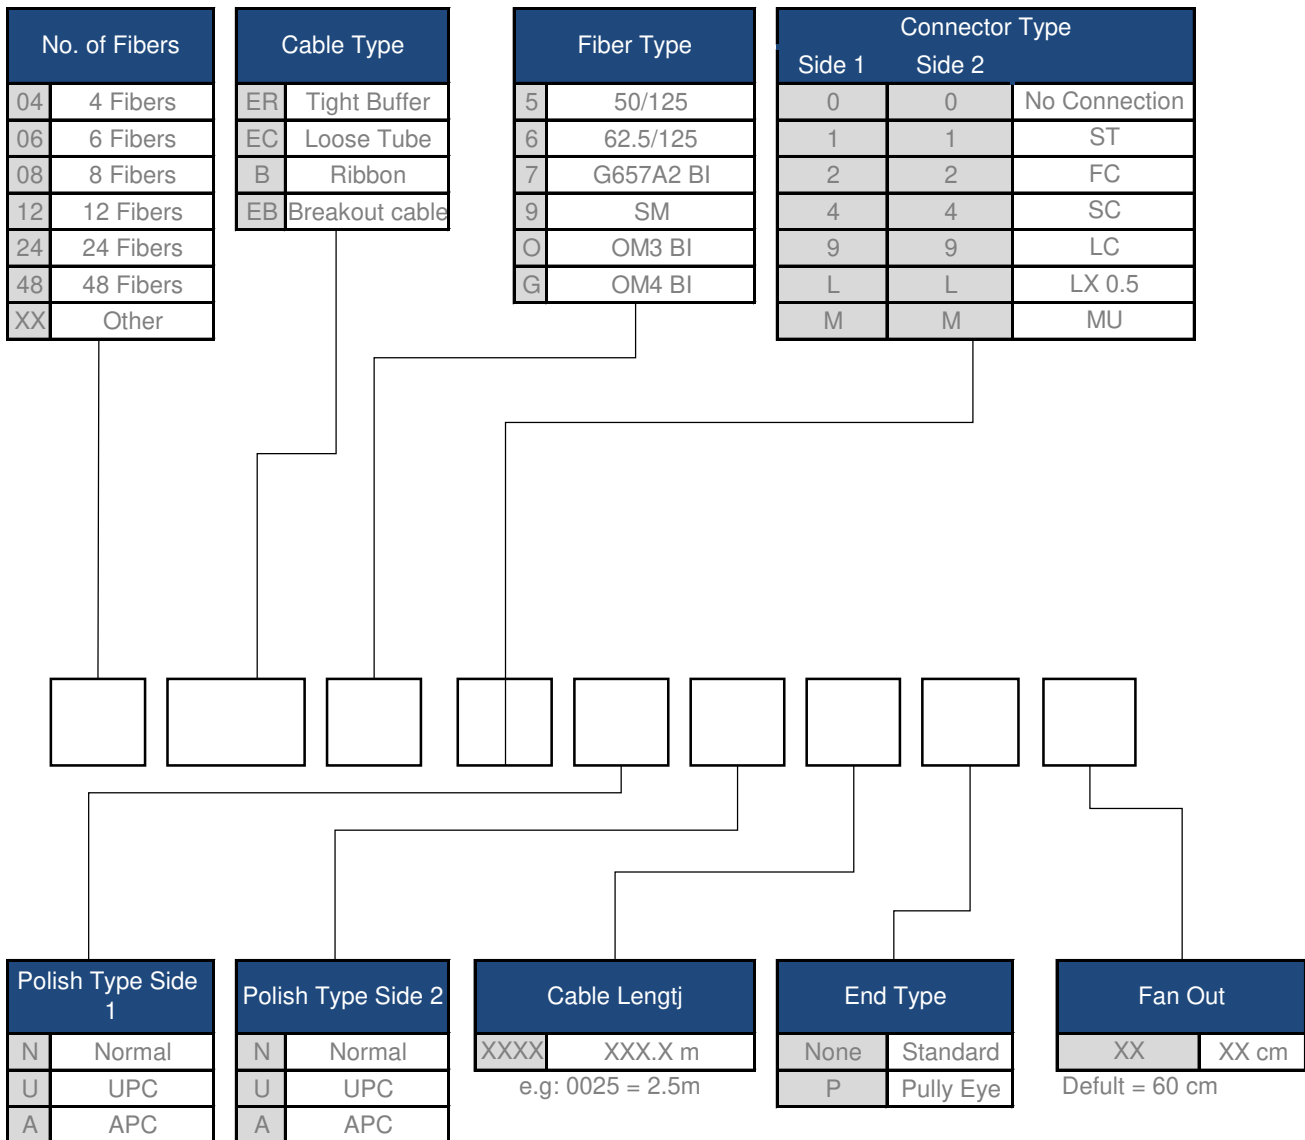 No. of Fibers
04 4 Fibers
06 6 Fibers
08 8 Fibers
12 12 Fibers
24 24 Fibers
48 48 Fibers
XX Other
Cable Type
ER Tight Buffer
EC Loose Tube
B Ribbon
EB Breakout cable
Fiber Type
5 50/125
6 62.5/125
7 G657A2 BI
9 SM
O OM3 BI
G OM4 BI
Connector Type
Side 1 Side 2
0 0 No Connection
1 1 ST
2 2 FC
4 4 SC
9 9 LC
L L LX 0.5
M M MU
Polish Type Side
1
N Normal
U UPC
A APC
Polish Type Side 2
N Normal
U UPC
A APC
Cable Lengtj
XXXX XXX.X m
e.g: 0025 = 2.5m
End Type
None Standard
P Pully Eye
Fan Out
XX XX cm
Defult = 60 cm